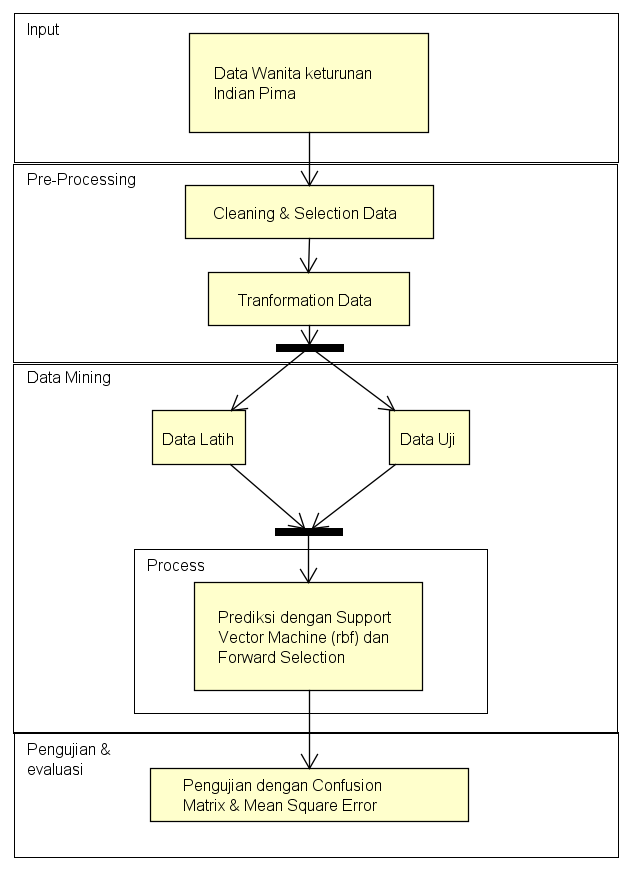 Input
Data Wanita keturunan
Indian Pima
Pre-Processing
Cleaning & Selection Data
Tranformation Data
Data Mining
Data Latih
Data Uji
Process
Prediksi dengan Support
Vector Machine (rbf) dan
Forward Selection
Pengujian &
evaluasi
Pengujian dengan Confusion
Matrix & Mean Square Error